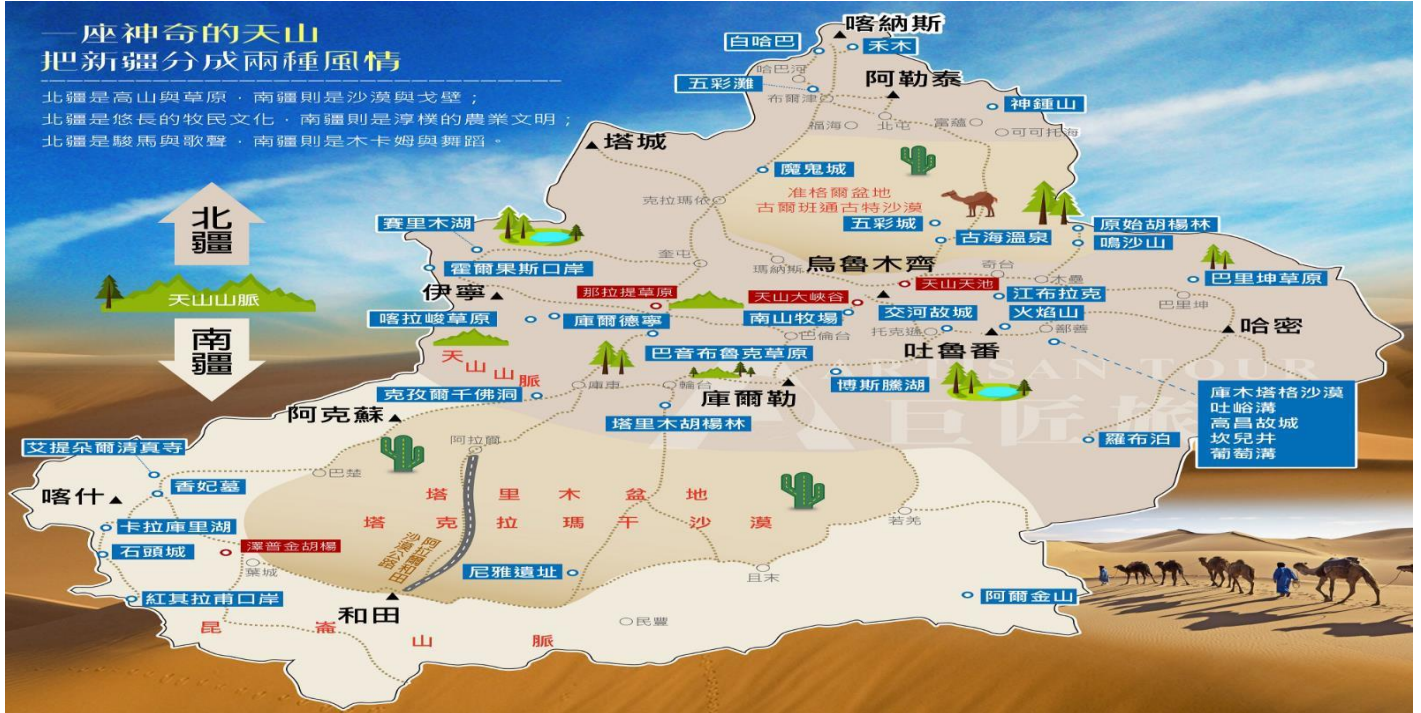 一座神奇的天山
把新疆分成兩種風情
北疆是高山與草原．南疆則是沙漠與戈壁；
北疆是悠長的牧民文化．南疆則是淳樸的農業文明；
北疆是駿馬與歌聲．南疆則是木卡姆與舞蹈。
北疆
天山山脈
南疆
喀納斯
白哈巴
禾木
哈巴河
五彩灘
布爾津
阿勒泰
神鍾山
福海
北屯
富蘊
可可托海
塔城
魔鬼城
克拉瑪依
准格爾盆地
古爾班通古特沙漠
五彩城
古海溫泉
原始胡楊林
鳴沙山
賽里木湖
霍爾果斯口岸
奎屯
瑪納斯
烏魯木齊
奇台
木壘
巴里坤草原
伊寧
那拉提草原
天山大峽谷
天山天池
江布拉克
巴里坤
喀拉峻草原
庫爾德寧
南山牧場
交河故城
火焰山
哈密
托克遜
鄯善
巴倫台
吐魯番
天山山脈
巴音布魯克草原
ARTISAN TOUR
巨匠旅
克孜爾千佛洞
庫車
輪台
庫爾勒
博斯騰湖
庫木塔格沙漠
吐峪溝
高昌故城
坎兒井
葡萄溝
阿克蘇
塔里木胡楊林
羅布泊
艾提朵爾清真寺
阿拉爾
巴楚
喀什
香妃墓
塔里木盆地
塔克拉瑪干沙漠
若羌
卡拉庫里湖
石頭城
澤普金胡楊
葉城
阿拉爾和田
沙漠公路
尼雅遺址
且末
紅其拉甫口岸
和田
阿爾金山
民豐
昆崙山脈